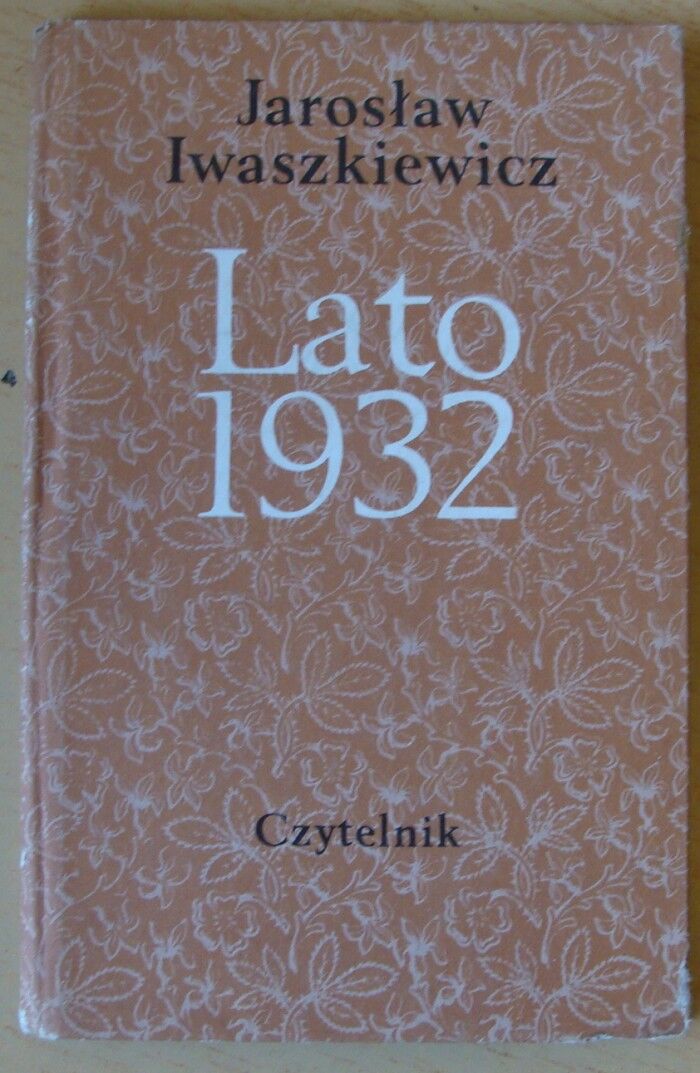 Jarosław
Iwaszkiewicz
Lato
1932
Czytelnik